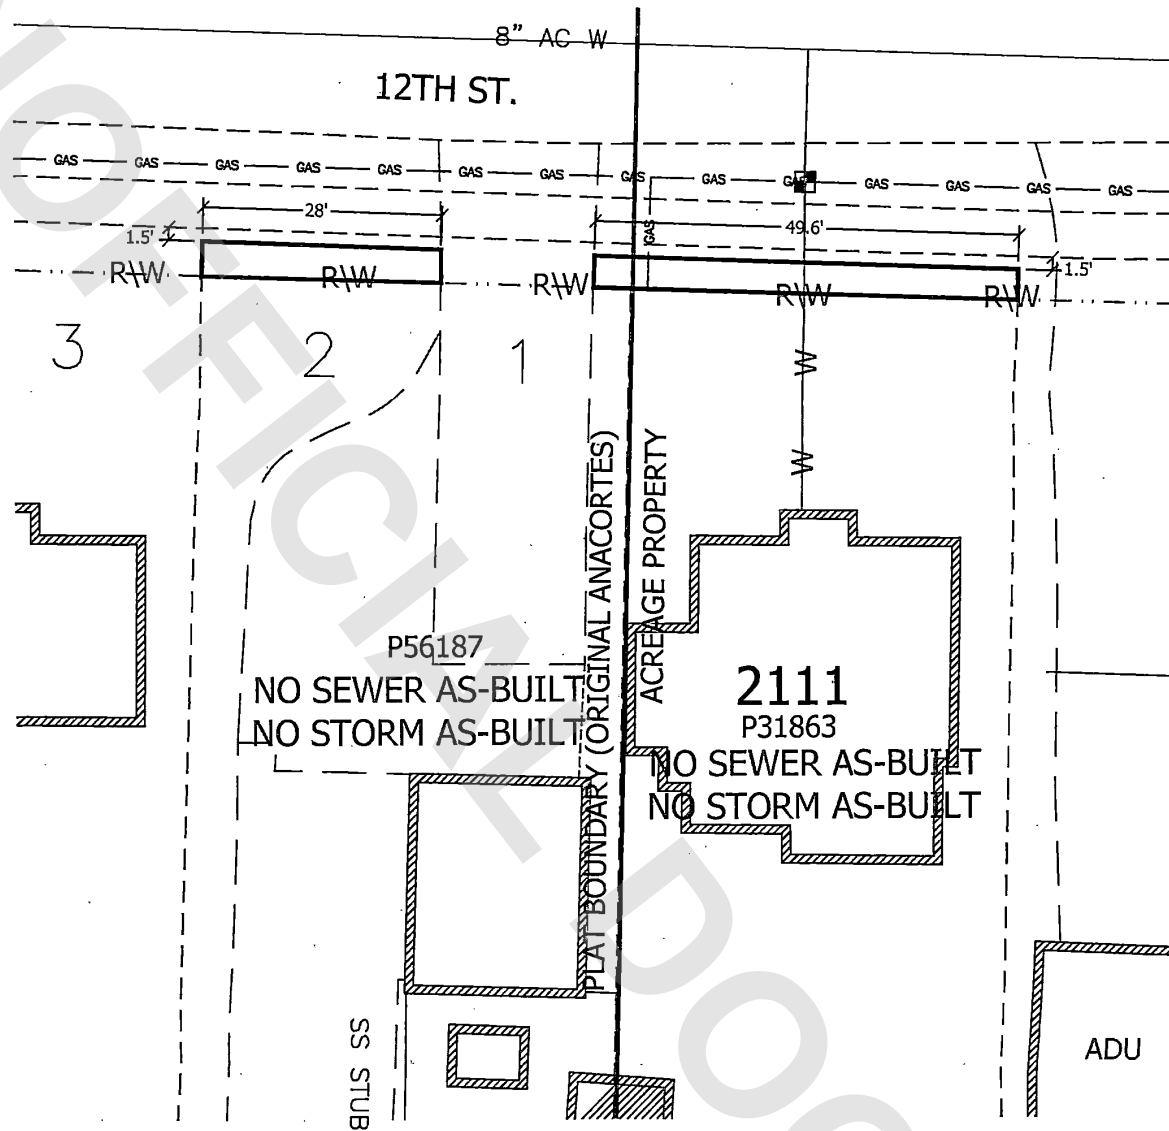 8" AC W
12TH ST.
GAS GAS GAS GAS GAS GAS GAS GAS GAS GAS GAS GAS GAS GAS
28'
49.6'
GAS
1.5'
1.5'
R\W R\W R\W R\W R\W
3 2 1
W
W
PLAT BOUNDARY (ORIGINAL ANACORTES)
ACREAGE PROPERTY
P56187
NO SEWER AS-BUILT
NO STORM AS-BUILT
2111
P31863
NO SEWER AS-BUILT
NO STORM AS-BUILT
SS STUB
ADU